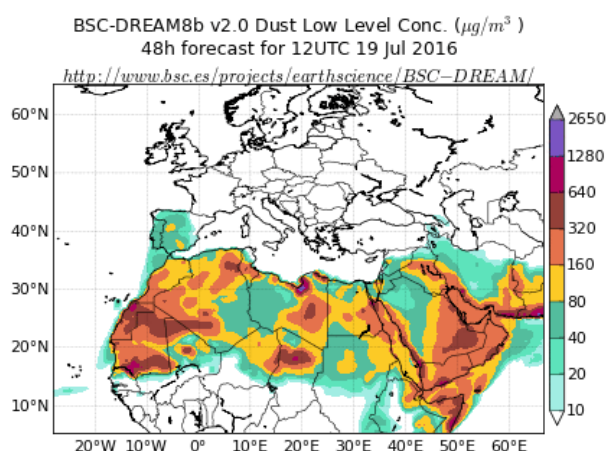 BSC-DREAM8b v2.0 Dust Low Level Conc. (μg/m³ )
48h forecast for 12UTC 19 Jul 2016
http://www.bsc.es/projects/earthscience/BSC−DREAM/
60°N
50°N
40°N
30°N
20°N
10°N
20°W 10°W 0° 10°E 20°E 30°E 40°E 50°E 60°E
2650
1280
640
320
160
80
40
20
10